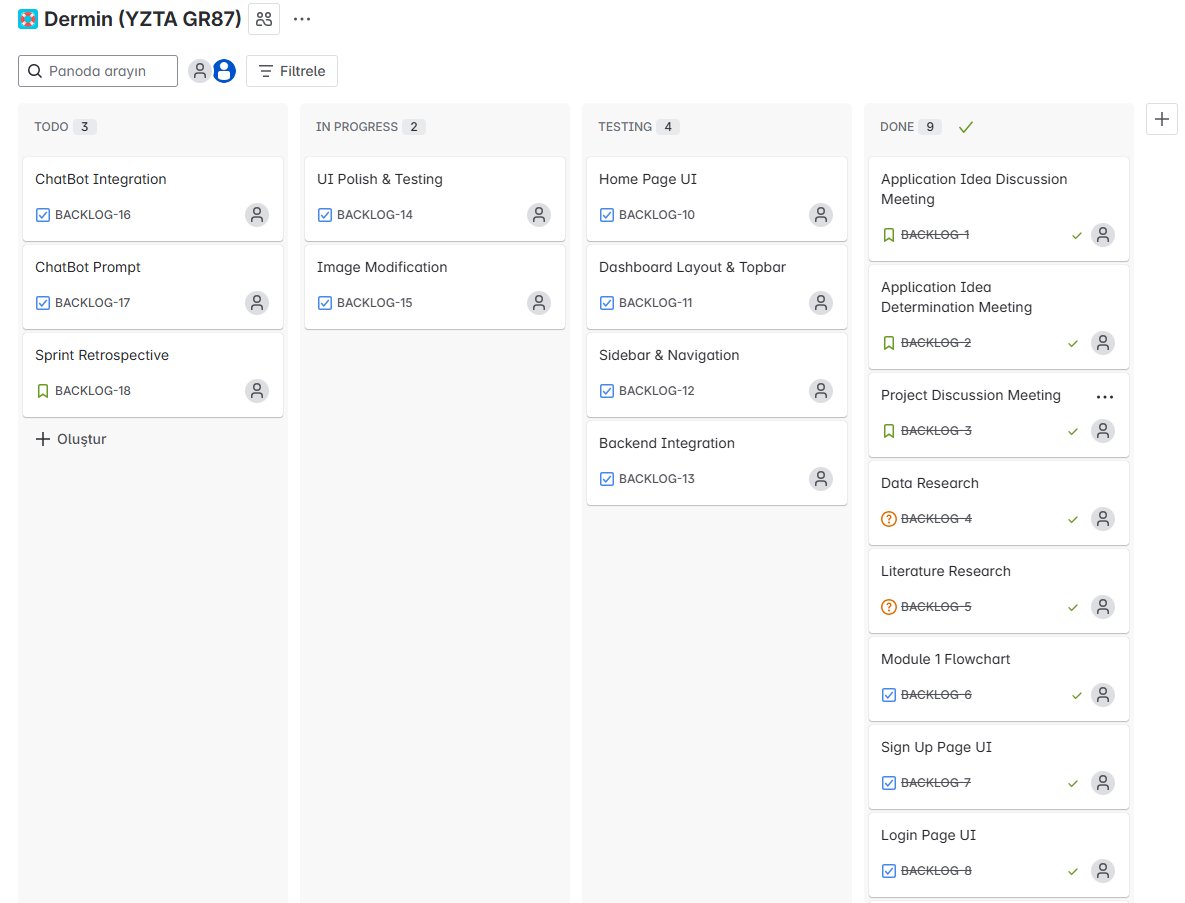 Dermin (YZTA GR87)
Panoda arayın
Filtrele
TODO 3
ChatBot Integration
BACKLOG-16
ChatBot Prompt
BACKLOG-17
Sprint Retrospective
BACKLOG-18
Oluştur
IN PROGRESS 2
UI Polish & Testing
BACKLOG-14
Image Modification
BACKLOG-15
TESTING 4
Home Page UI
BACKLOG-10
Dashboard Layout & Topbar
BACKLOG-11
Sidebar & Navigation
BACKLOG-12
Backend Integration
BACKLOG-13
DONE 9
Application Idea Discussion
Meeting
BACKLOG-1
Application Idea
Determination Meeting
BACKLOG-2
Project Discussion Meeting
BACKLOG-3
Data Research
BACKLOG-4
Literature Research
BACKLOG-5
Module 1 Flowchart
BACKLOG-6
Sign Up Page UI
BACKLOG-7
Login Page UI
BACKLOG-8